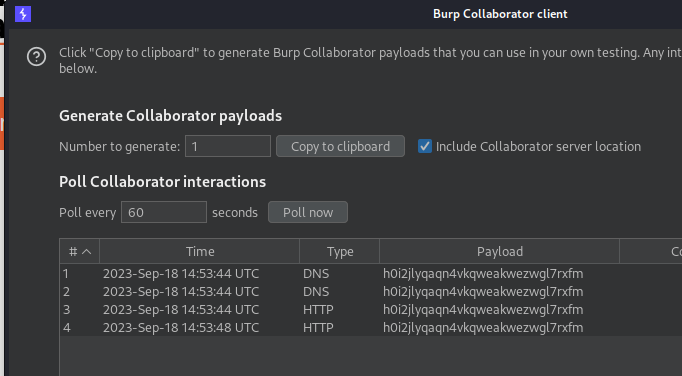 Burp Collaborator client
Click "Copy to clipboard" to generate Burp Collaborator payloads that you can use in your own testing. Any int
below.
Generate Collaborator payloads
Number to generate: 1 Copy to clipboard Include Collaborator server location
Poll Collaborator interactions
Poll every 60 seconds Poll now
# Time Type Payload Co
1 2023-Sep-18 14:53:44 UTC DNS h0i2jlyqaqn4vkqweakwezwgl7rxfm
2 2023-Sep-18 14:53:44 UTC DNS h0i2jlyqaqn4vkqweakwezwgl7rxfm
3 2023-Sep-18 14:53:44 UTC HTTP h0i2jlyqaqn4vkqweakwezwgl7rxfm
4 2023-Sep-18 14:53:48 UTC HTTP h0i2jlyqaqn4vkqweakwezwgl7rxfm